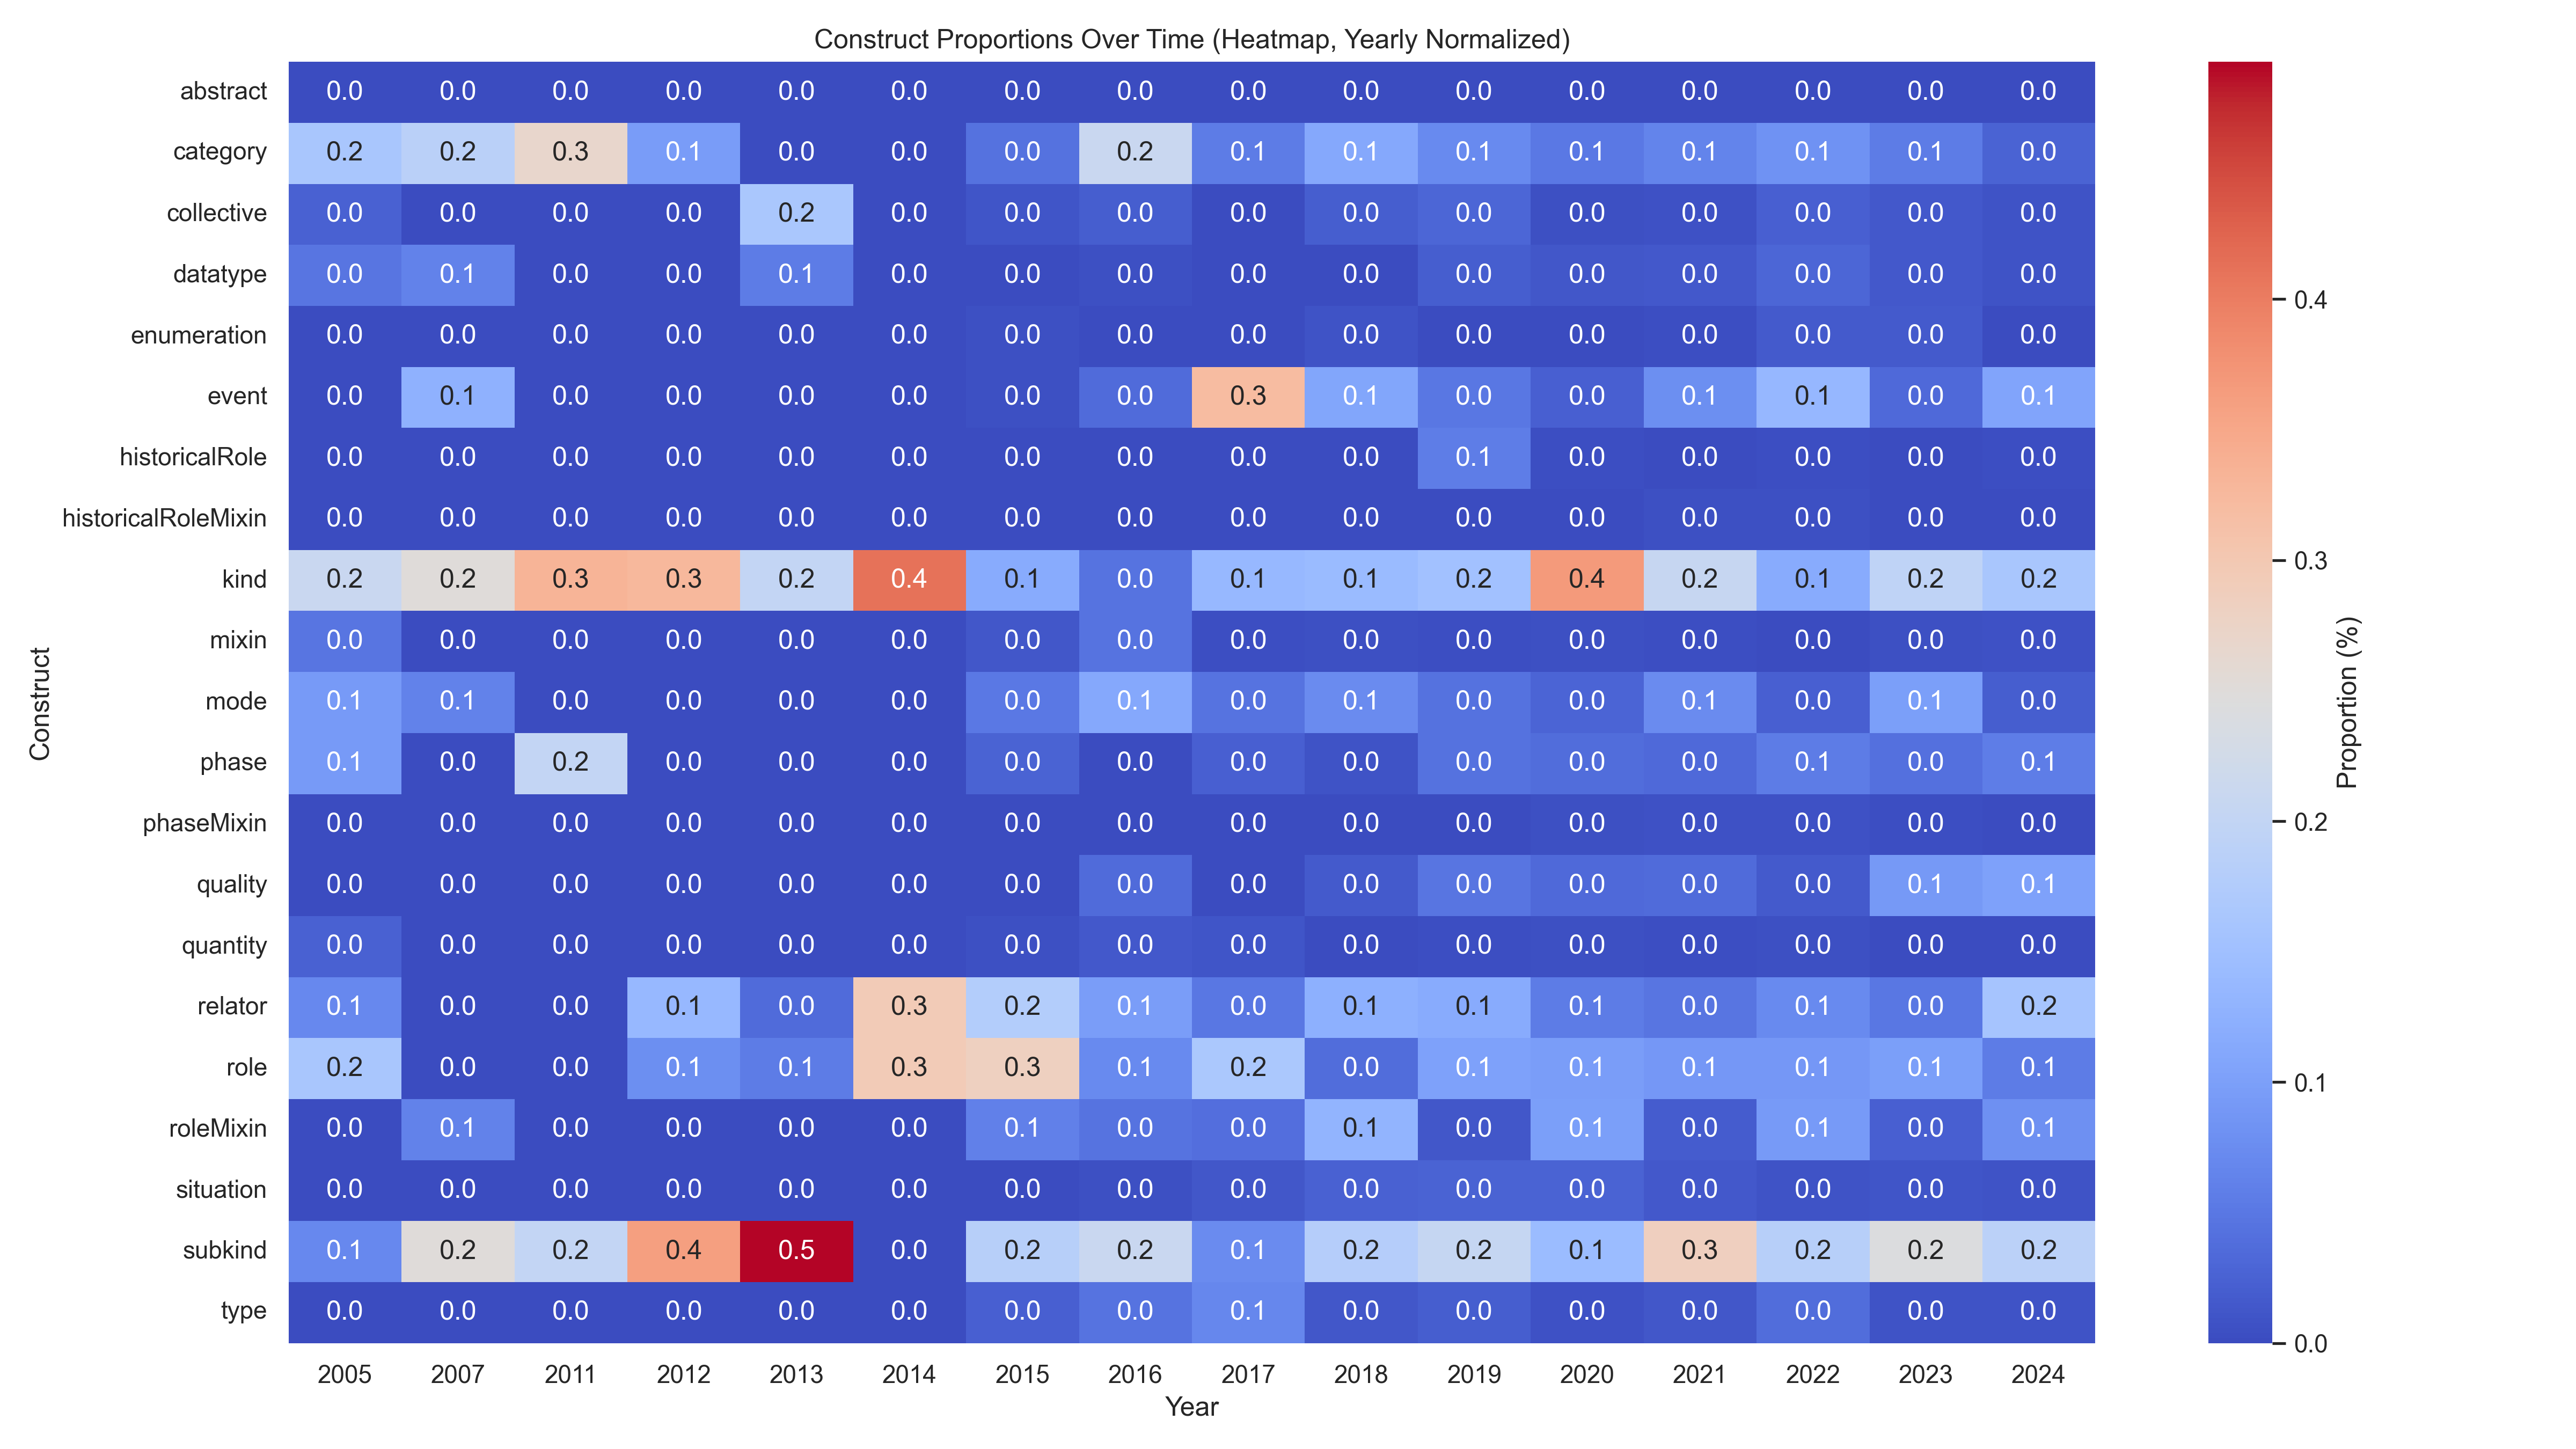 Construct Proportions Over Time (Heatmap, Yearly Normalized)
abstract 0.0 0.0 0.0 0.0 0.0 0.0 0.0 0.0 0.0 0.0 0.0 0.0 0.0 0.0 0.0 0.0
category 0.2 0.2 0.3 0.1 0.0 0.0 0.0 0.2 0.1 0.1 0.1 0.1 0.1 0.1 0.1 0.0
collective 0.0 0.0 0.0 0.0 0.2 0.0 0.0 0.0 0.0 0.0 0.0 0.0 0.0 0.0 0.0 0.0
datatype 0.0 0.1 0.0 0.0 0.1 0.0 0.0 0.0 0.0 0.0 0.0 0.0 0.0 0.0 0.0 0.0
enumeration 0.0 0.0 0.0 0.0 0.0 0.0 0.0 0.0 0.0 0.0 0.0 0.0 0.0 0.0 0.0 0.0
event 0.0 0.1 0.0 0.0 0.0 0.0 0.0 0.0 0.3 0.1 0.0 0.0 0.1 0.1 0.0 0.1
historicalRole 0.0 0.0 0.0 0.0 0.0 0.0 0.0 0.0 0.0 0.0 0.1 0.0 0.0 0.0 0.0 0.0
historicalRoleMixin 0.0 0.0 0.0 0.0 0.0 0.0 0.0 0.0 0.0 0.0 0.0 0.0 0.0 0.0 0.0 0.0
kind 0.2 0.2 0.3 0.3 0.2 0.4 0.1 0.0 0.1 0.1 0.2 0.4 0.2 0.1 0.2 0.2
mixin 0.0 0.0 0.0 0.0 0.0 0.0 0.0 0.0 0.0 0.0 0.0 0.0 0.0 0.0 0.0 0.0
mode 0.1 0.1 0.0 0.0 0.0 0.0 0.0 0.1 0.0 0.1 0.0 0.0 0.1 0.0 0.1 0.0
phase 0.1 0.0 0.2 0.0 0.0 0.0 0.0 0.0 0.0 0.0 0.0 0.0 0.0 0.1 0.0 0.1
phaseMixin 0.0 0.0 0.0 0.0 0.0 0.0 0.0 0.0 0.0 0.0 0.0 0.0 0.0 0.0 0.0 0.0
quality 0.0 0.0 0.0 0.0 0.0 0.0 0.0 0.0 0.0 0.0 0.0 0.0 0.0 0.0 0.1 0.1
quantity 0.0 0.0 0.0 0.0 0.0 0.0 0.0 0.0 0.0 0.0 0.0 0.0 0.0 0.0 0.0 0.0
relator 0.1 0.0 0.0 0.1 0.0 0.3 0.2 0.1 0.0 0.1 0.1 0.1 0.0 0.1 0.0 0.2
role 0.2 0.0 0.0 0.1 0.1 0.3 0.3 0.1 0.2 0.0 0.1 0.1 0.1 0.1 0.1 0.1
roleMixin 0.0 0.1 0.0 0.0 0.0 0.0 0.1 0.0 0.0 0.1 0.0 0.1 0.0 0.1 0.0 0.1
situation 0.0 0.0 0.0 0.0 0.0 0.0 0.0 0.0 0.0 0.0 0.0 0.0 0.0 0.0 0.0 0.0
subkind 0.1 0.2 0.2 0.4 0.5 0.0 0.2 0.2 0.1 0.2 0.2 0.1 0.3 0.2 0.2 0.2
type 0.0 0.0 0.0 0.0 0.0 0.0 0.0 0.0 0.1 0.0 0.0 0.0 0.0 0.0 0.0 0.0
2005 2007 2011 2012 2013 2014 2015 2016 2017 2018 2019 2020 2021 2022 2023 2024
Year
Construct
0.4
0.3
0.2
0.1
0.0
Proportion (%)